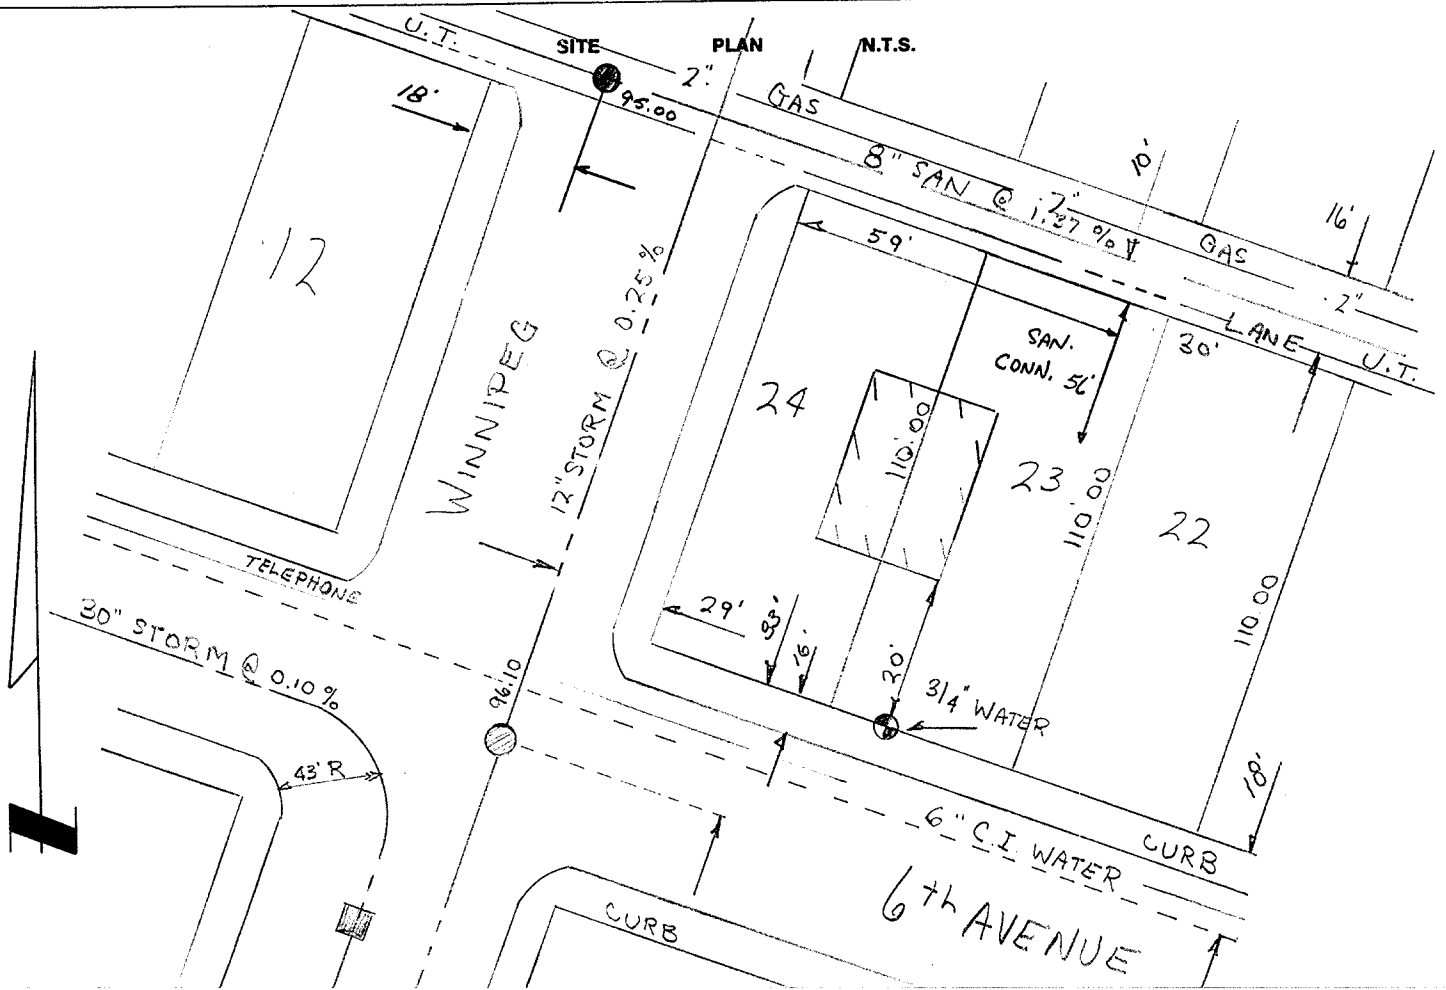 SITE PLAN N.T.S.
U.T.
2"
GAS
95.00
18'
8" SAN @ 1.37 %
2"
GAS
10'
16'
2"
59'
12
LANE
30'
U.T.
SAN.
CONN. 56'
12" STORM @ 0.25 %
WINNIPEG
24
110.00
23
110.00
22
110.00
TELEPHONE
30" STORM @ 0.10 %
29'
33'
16'
20'
3/4" WATER
96.10
43' R
18'
6" C.I. WATER
CURB
6th AVENUE
CURB